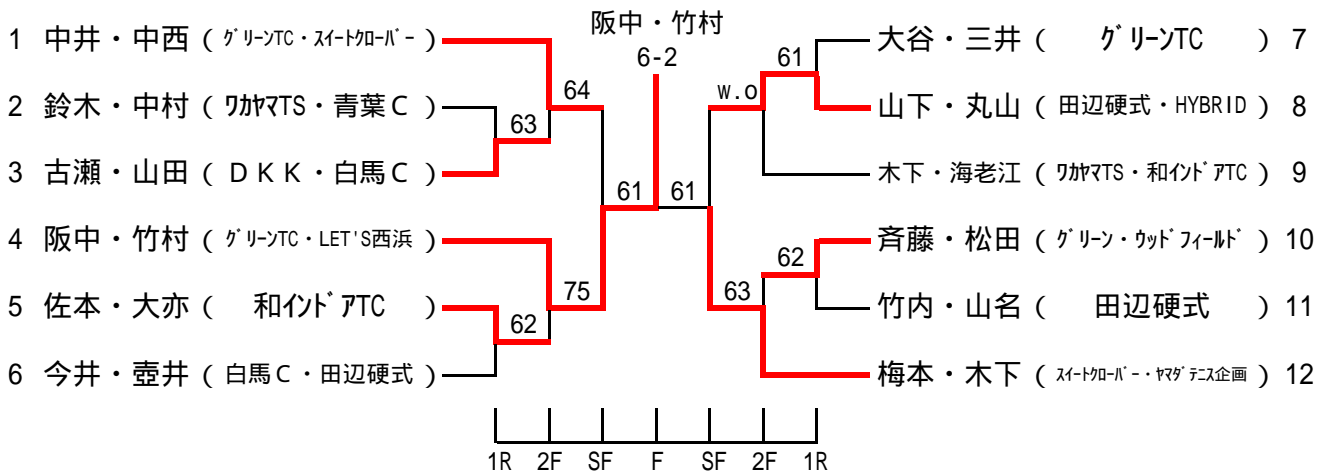 阪中・竹村
6-2
1 中井・中西 ( グリーンTC・スイートクローバー )
2 鈴木・中村 ( ワカヤマTS・青葉C )
3 古瀬・山田 ( DKK・白馬C )
4 阪中・竹村 ( グリーンTC・LET'S西浜 )
5 佐本・大亦 ( 和インドアTC )
6 今井・壺井 ( 白馬C・田辺硬式 )
64
63
61
75
62
大谷・三井 ( グリーンTC ) 7
山下・丸山 ( 田辺硬式・HYBRID ) 8
木下・海老江 ( ワカヤマTS・和インドアTC ) 9
斉藤・松田 ( グリーン・ウッドフィールド ) 10
竹内・山名 ( 田辺硬式 ) 11
梅本・木下 ( スイートクローバー・ヤマダテニス企画 ) 12
61
w.o
61
62
63
1R 2F SF F SF 2F 1R